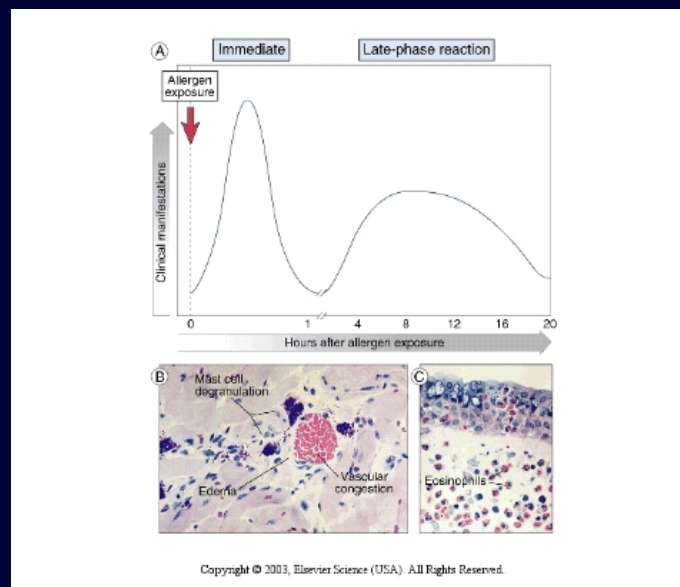 A
Immediate
Late-phase reaction
Allergen
exposure
Clinical manifestations
0
1
4
8
12
16
20
Hours after allergen exposure
B
Mast cell
degranulation
Edema
Vascular
congestion
C
Eosinophils
Copyright © 2003, Elsevier Science (USA). All Rights Reserved.